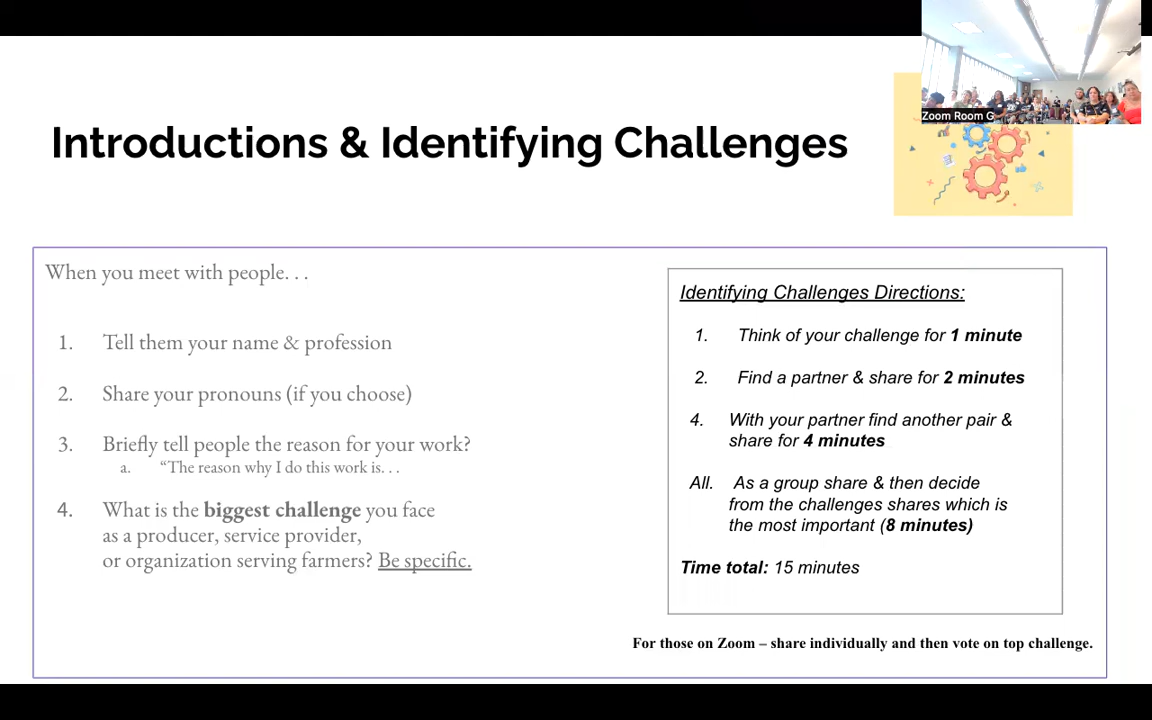 Zoom Room G
Introductions & Identifying Challenges
When you meet with people. . .
1. Tell them your name & profession
2. Share your pronouns (if you choose)
3. Briefly tell people the reason for your work?
a. “The reason why I do this work is. . .
4. What is the biggest challenge you face
as a producer, service provider,
or organization serving farmers? Be specific.
Identifying Challenges Directions:
1. Think of your challenge for 1 minute
2. Find a partner & share for 2 minutes
4. With your partner find another pair &
share for 4 minutes
All. As a group share & then decide
from the challenges shares which is
the most important (8 minutes)
Time total: 15 minutes
For those on Zoom – share individually and then vote on top challenge.